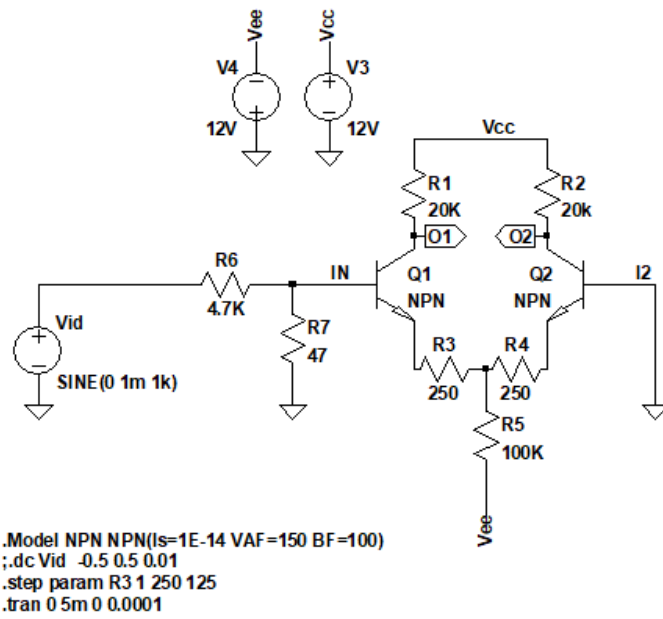 Vee
Vcc
V4
V3
12V
12V
Vcc
R1
20K
R2
20k
O1
O2
R6
4.7K
IN
Q1
NPN
Q2
NPN
I2
Vid
SINE(0 1m 1k)
R7
47
R3
250
R4
250
R5
100K
Vee
.Model NPN NPN(Is=1E-14 VAF=150 BF=100)
;.dc Vid -0.5 0.5 0.01
.step param R3 1 250 125
.tran 0 5m 0 0.0001